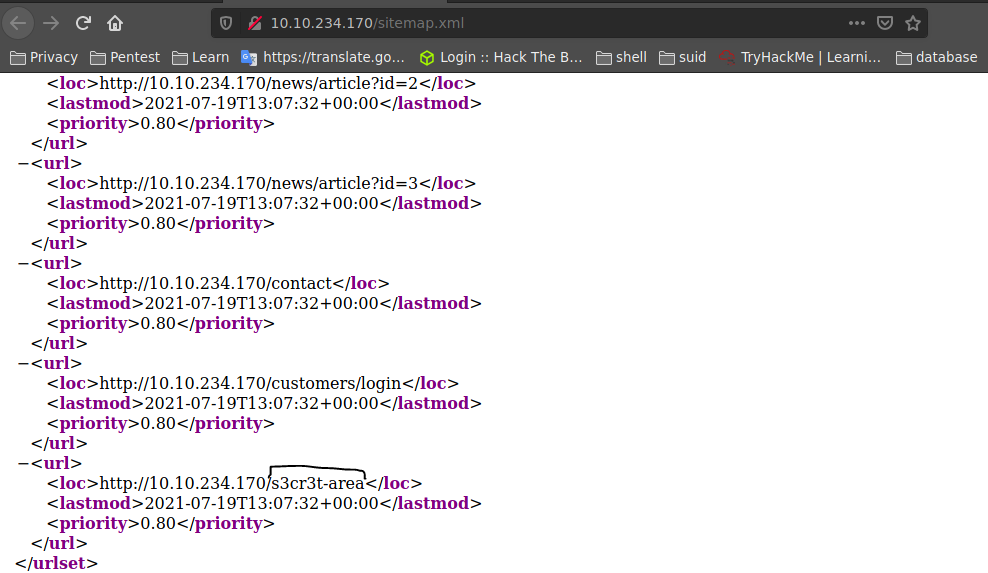 10.10.234.170/sitemap.xml
Privacy Pentest Learn https://translate.go... Login :: Hack The B... shell suid TryHackMe | Learni... database
<loc>http://10.10.234.170/news/article?id=2</loc>
<lastmod>2021-07-19T13:07:32+00:00</lastmod>
<priority>0.80</priority>
</url>
−<url>
<loc>http://10.10.234.170/news/article?id=3</loc>
<lastmod>2021-07-19T13:07:32+00:00</lastmod>
<priority>0.80</priority>
</url>
−<url>
<loc>http://10.10.234.170/contact</loc>
<lastmod>2021-07-19T13:07:32+00:00</lastmod>
<priority>0.80</priority>
</url>
−<url>
<loc>http://10.10.234.170/customers/login</loc>
<lastmod>2021-07-19T13:07:32+00:00</lastmod>
<priority>0.80</priority>
</url>
−<url>
<loc>http://10.10.234.170/s3cr3t-area</loc>
<lastmod>2021-07-19T13:07:32+00:00</lastmod>
<priority>0.80</priority>
</url>
</urlset>